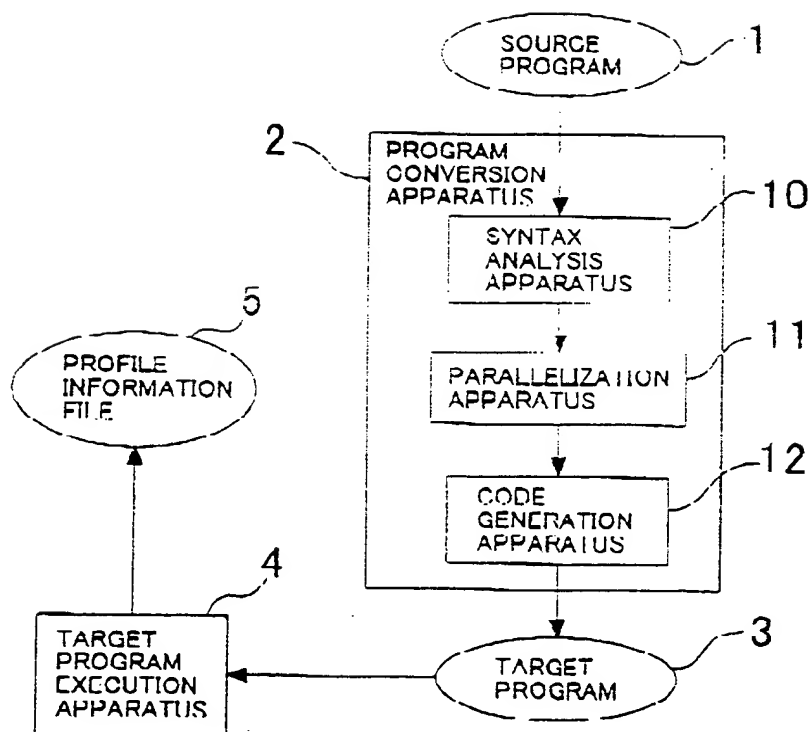 SOURCE
PROGRAM
1
2
PROGRAM
CONVERSION
APPARATUS
10
SYNTAX
ANALYSIS
APPARATUS
5
PROFILE
INFORMATION
FILE
11
PARALLELIZATION
APPARATUS
12
CODE
GENERATION
APPARATUS
4
TARGET
PROGRAM
EXECUTION
APPARATUS
3
TARGET
PROGRAM